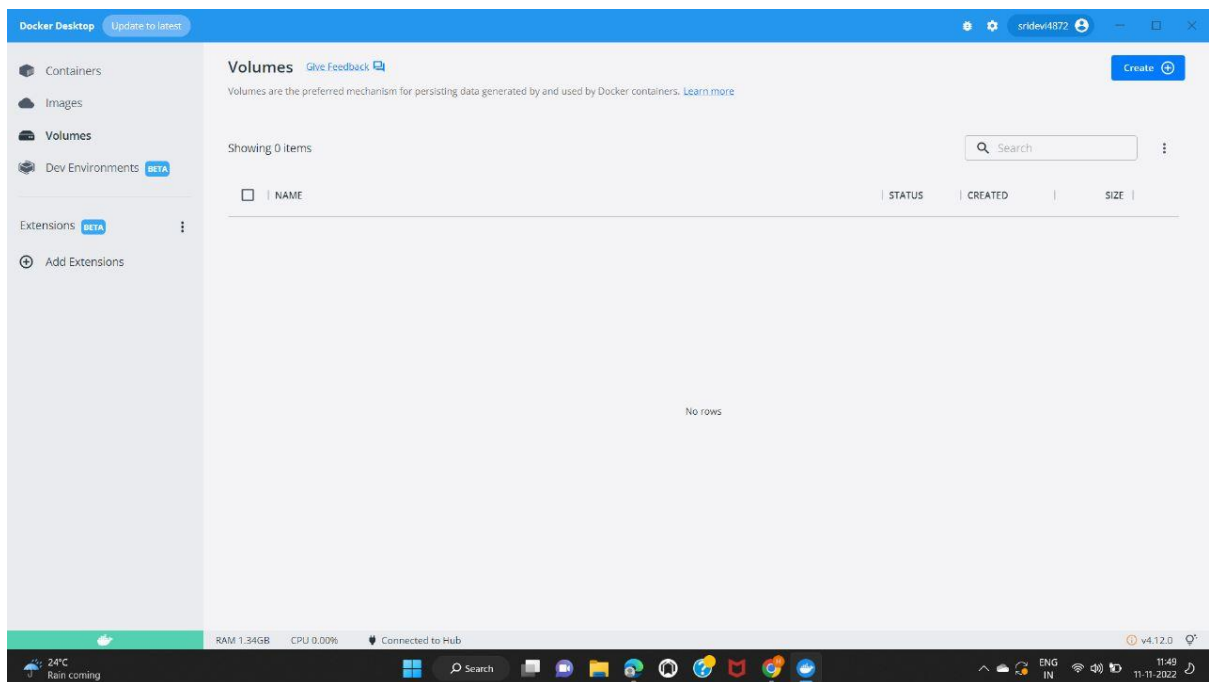 Docker Desktop Update to latest sridevi4872
Containers
Images
Volumes
Dev Environments BETA
Extensions BETA
Add Extensions
Volumes Give Feedback
Create
Volumes are the preferred mechanism for persisting data generated by and used by Docker containers. Learn more
Showing 0 items
Search
NAME STATUS CREATED SIZE
No rows
RAM 1.34GB CPU 0.00% Connected to Hub v4.12.0
24°C
Rain coming
Search
ENG
IN
11:49
11-11-2022